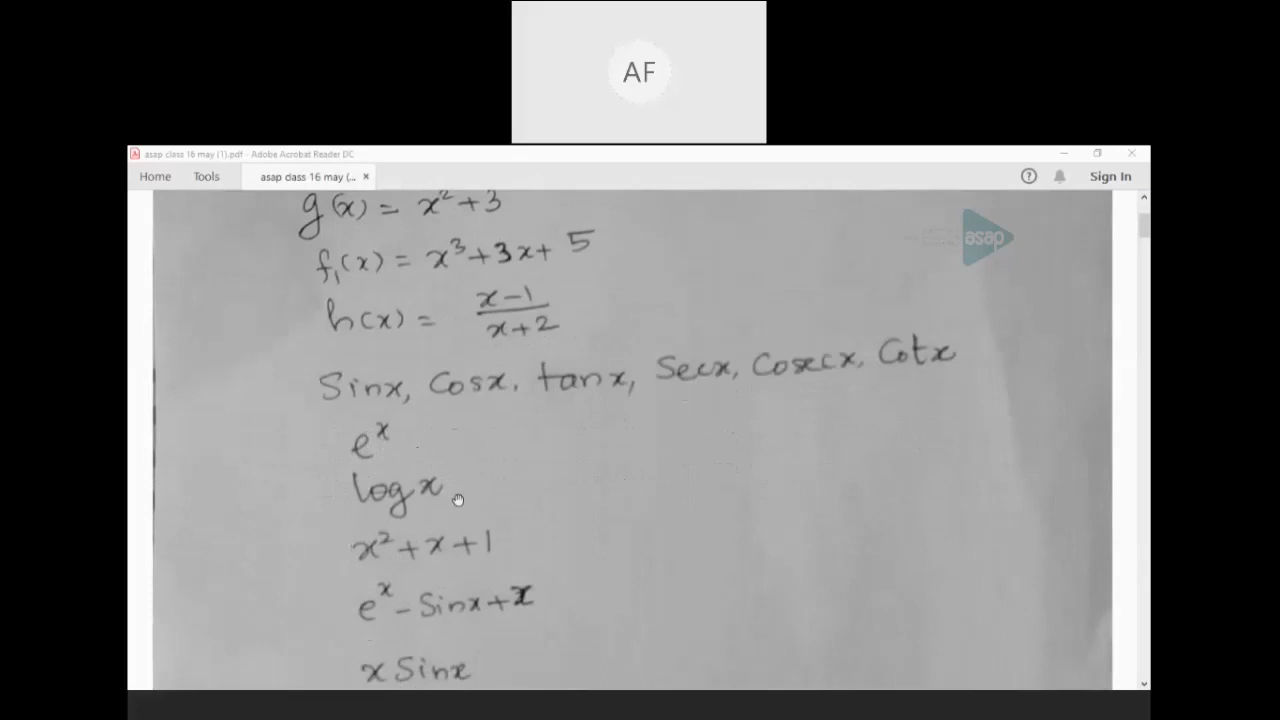 AF
asap class 16 may (1).pdf - Adobe Acrobat Reader DC
Home Tools asap class 16 may (... × Sign In
g(x) = x² + 3
asap
f₁(x) = x³ + 3x + 5
h(x) = (x-1)/(x+2)
Sinx, Cosx, tanx, Secx, Cosecx, Cotx
eˣ
log x
x² + x + 1
eˣ - Sinx + x
x Sinx